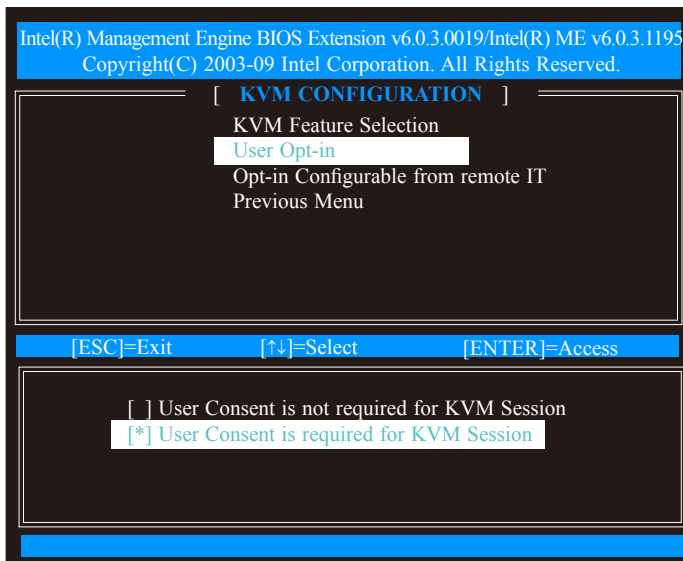 Intel(R) Management Engine BIOS Extension v6.0.3.0019/Intel(R) ME v6.0.3.1195
Copyright(C) 2003-09 Intel Corporation. All Rights Reserved.
[ KVM CONFIGURATION ]
KVM Feature Selection
User Opt-in
Opt-in Configurable from remote IT
Previous Menu
[ESC]=Exit [↑↓]=Select [ENTER]=Access
[ ] User Consent is not required for KVM Session
[*] User Consent is required for KVM Session